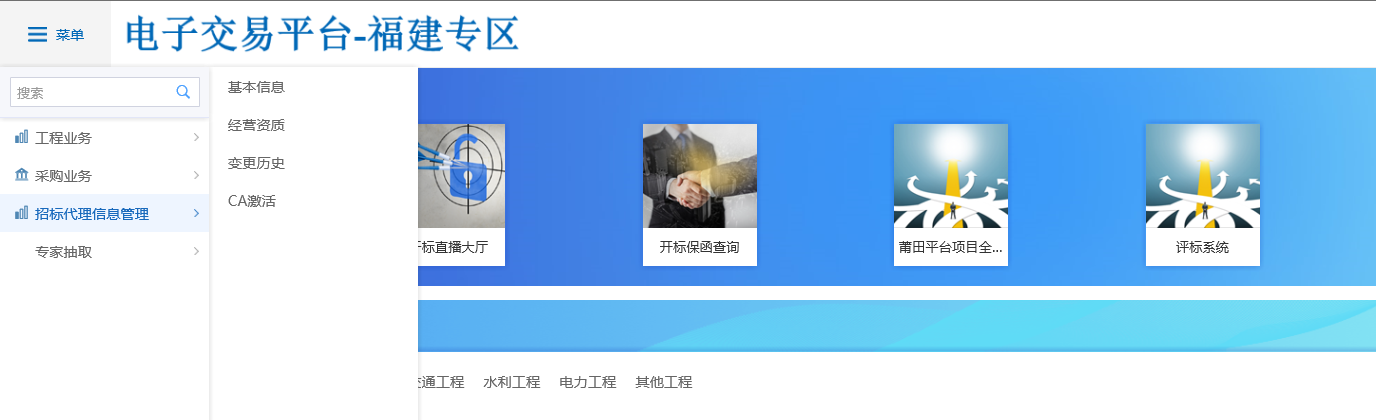 菜单
电子交易平台-福建专区
搜索
工程业务
采购业务
招标代理信息管理
专家抽取
基本信息
经营资质
变更历史
CA激活
标直播大厅
开标保函查询
莆田平台项目全...
评标系统
通工程 水利工程 电力工程 其他工程